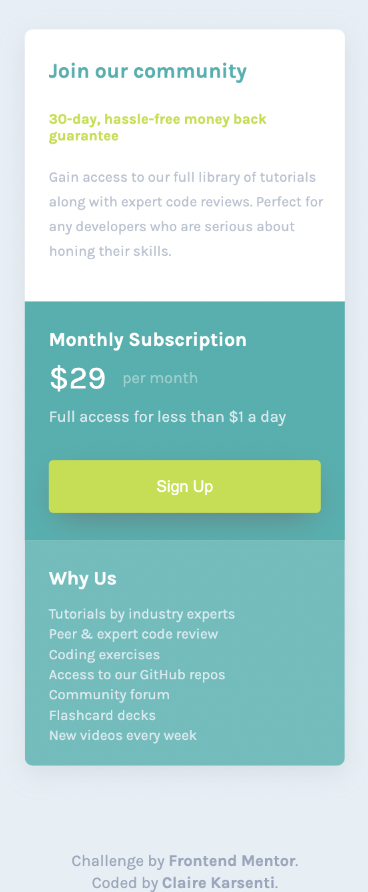 Join our community
30-day, hassle-free money back
guarantee
Gain access to our full library of tutorials
along with expert code reviews. Perfect for
any developers who are serious about
honing their skills.
Monthly Subscription
$29 per month
Full access for less than $1 a day
Sign Up
Why Us
Tutorials by industry experts
Peer & expert code review
Coding exercises
Access to our GitHub repos
Community forum
Flashcard decks
New videos every week
Challenge by Frontend Mentor.
Coded by Claire Karsenti.